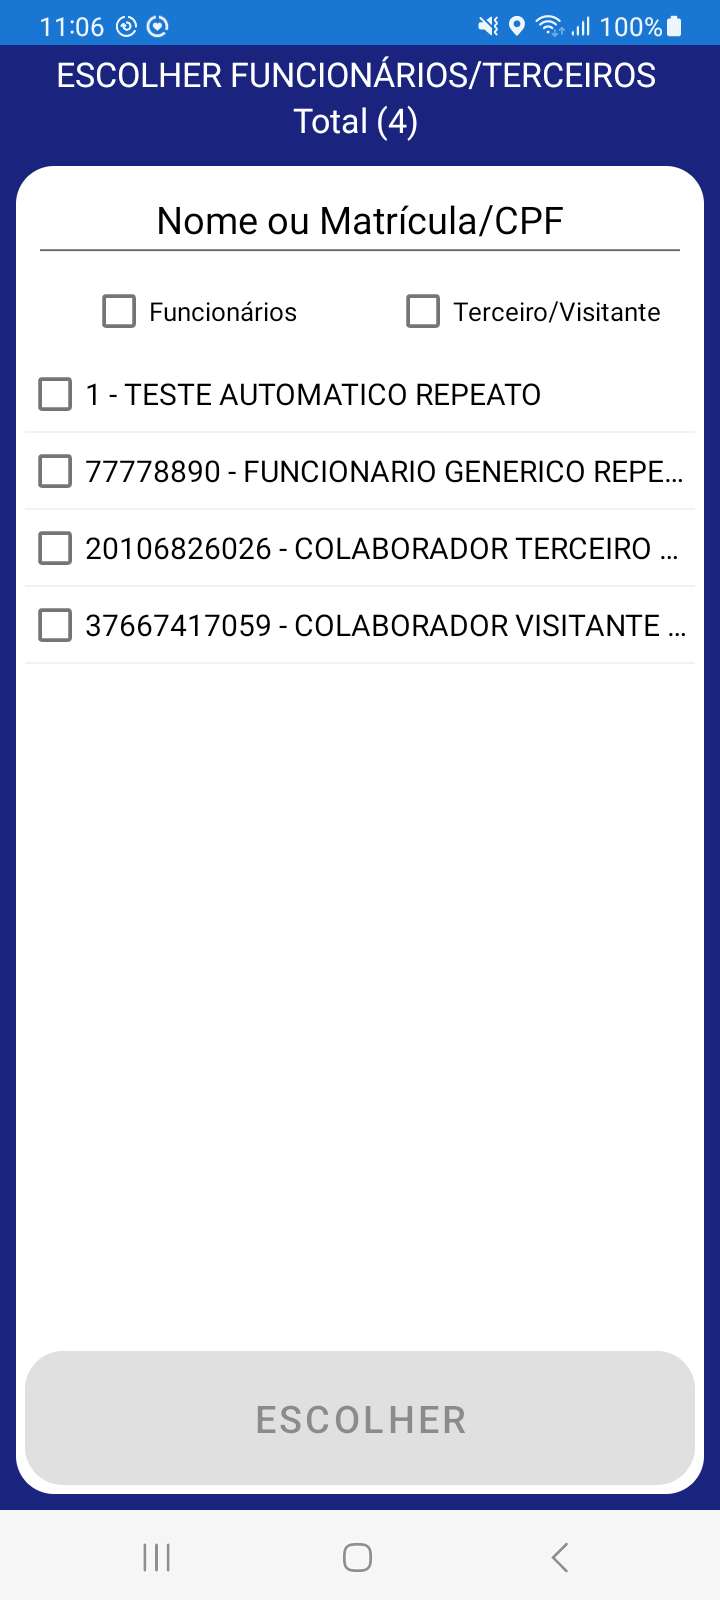 11:06 100%
ESCOLHER FUNCIONÁRIOS/TERCEIROS
Total (4)
Nome ou Matrícula/CPF
Funcionários Terceiro/Visitante
1 - TESTE AUTOMATICO REPEATO
77778890 - FUNCIONARIO GENERICO REPE...
20106826026 - COLABORADOR TERCEIRO ...
37667417059 - COLABORADOR VISITANTE ...
ESCOLHER